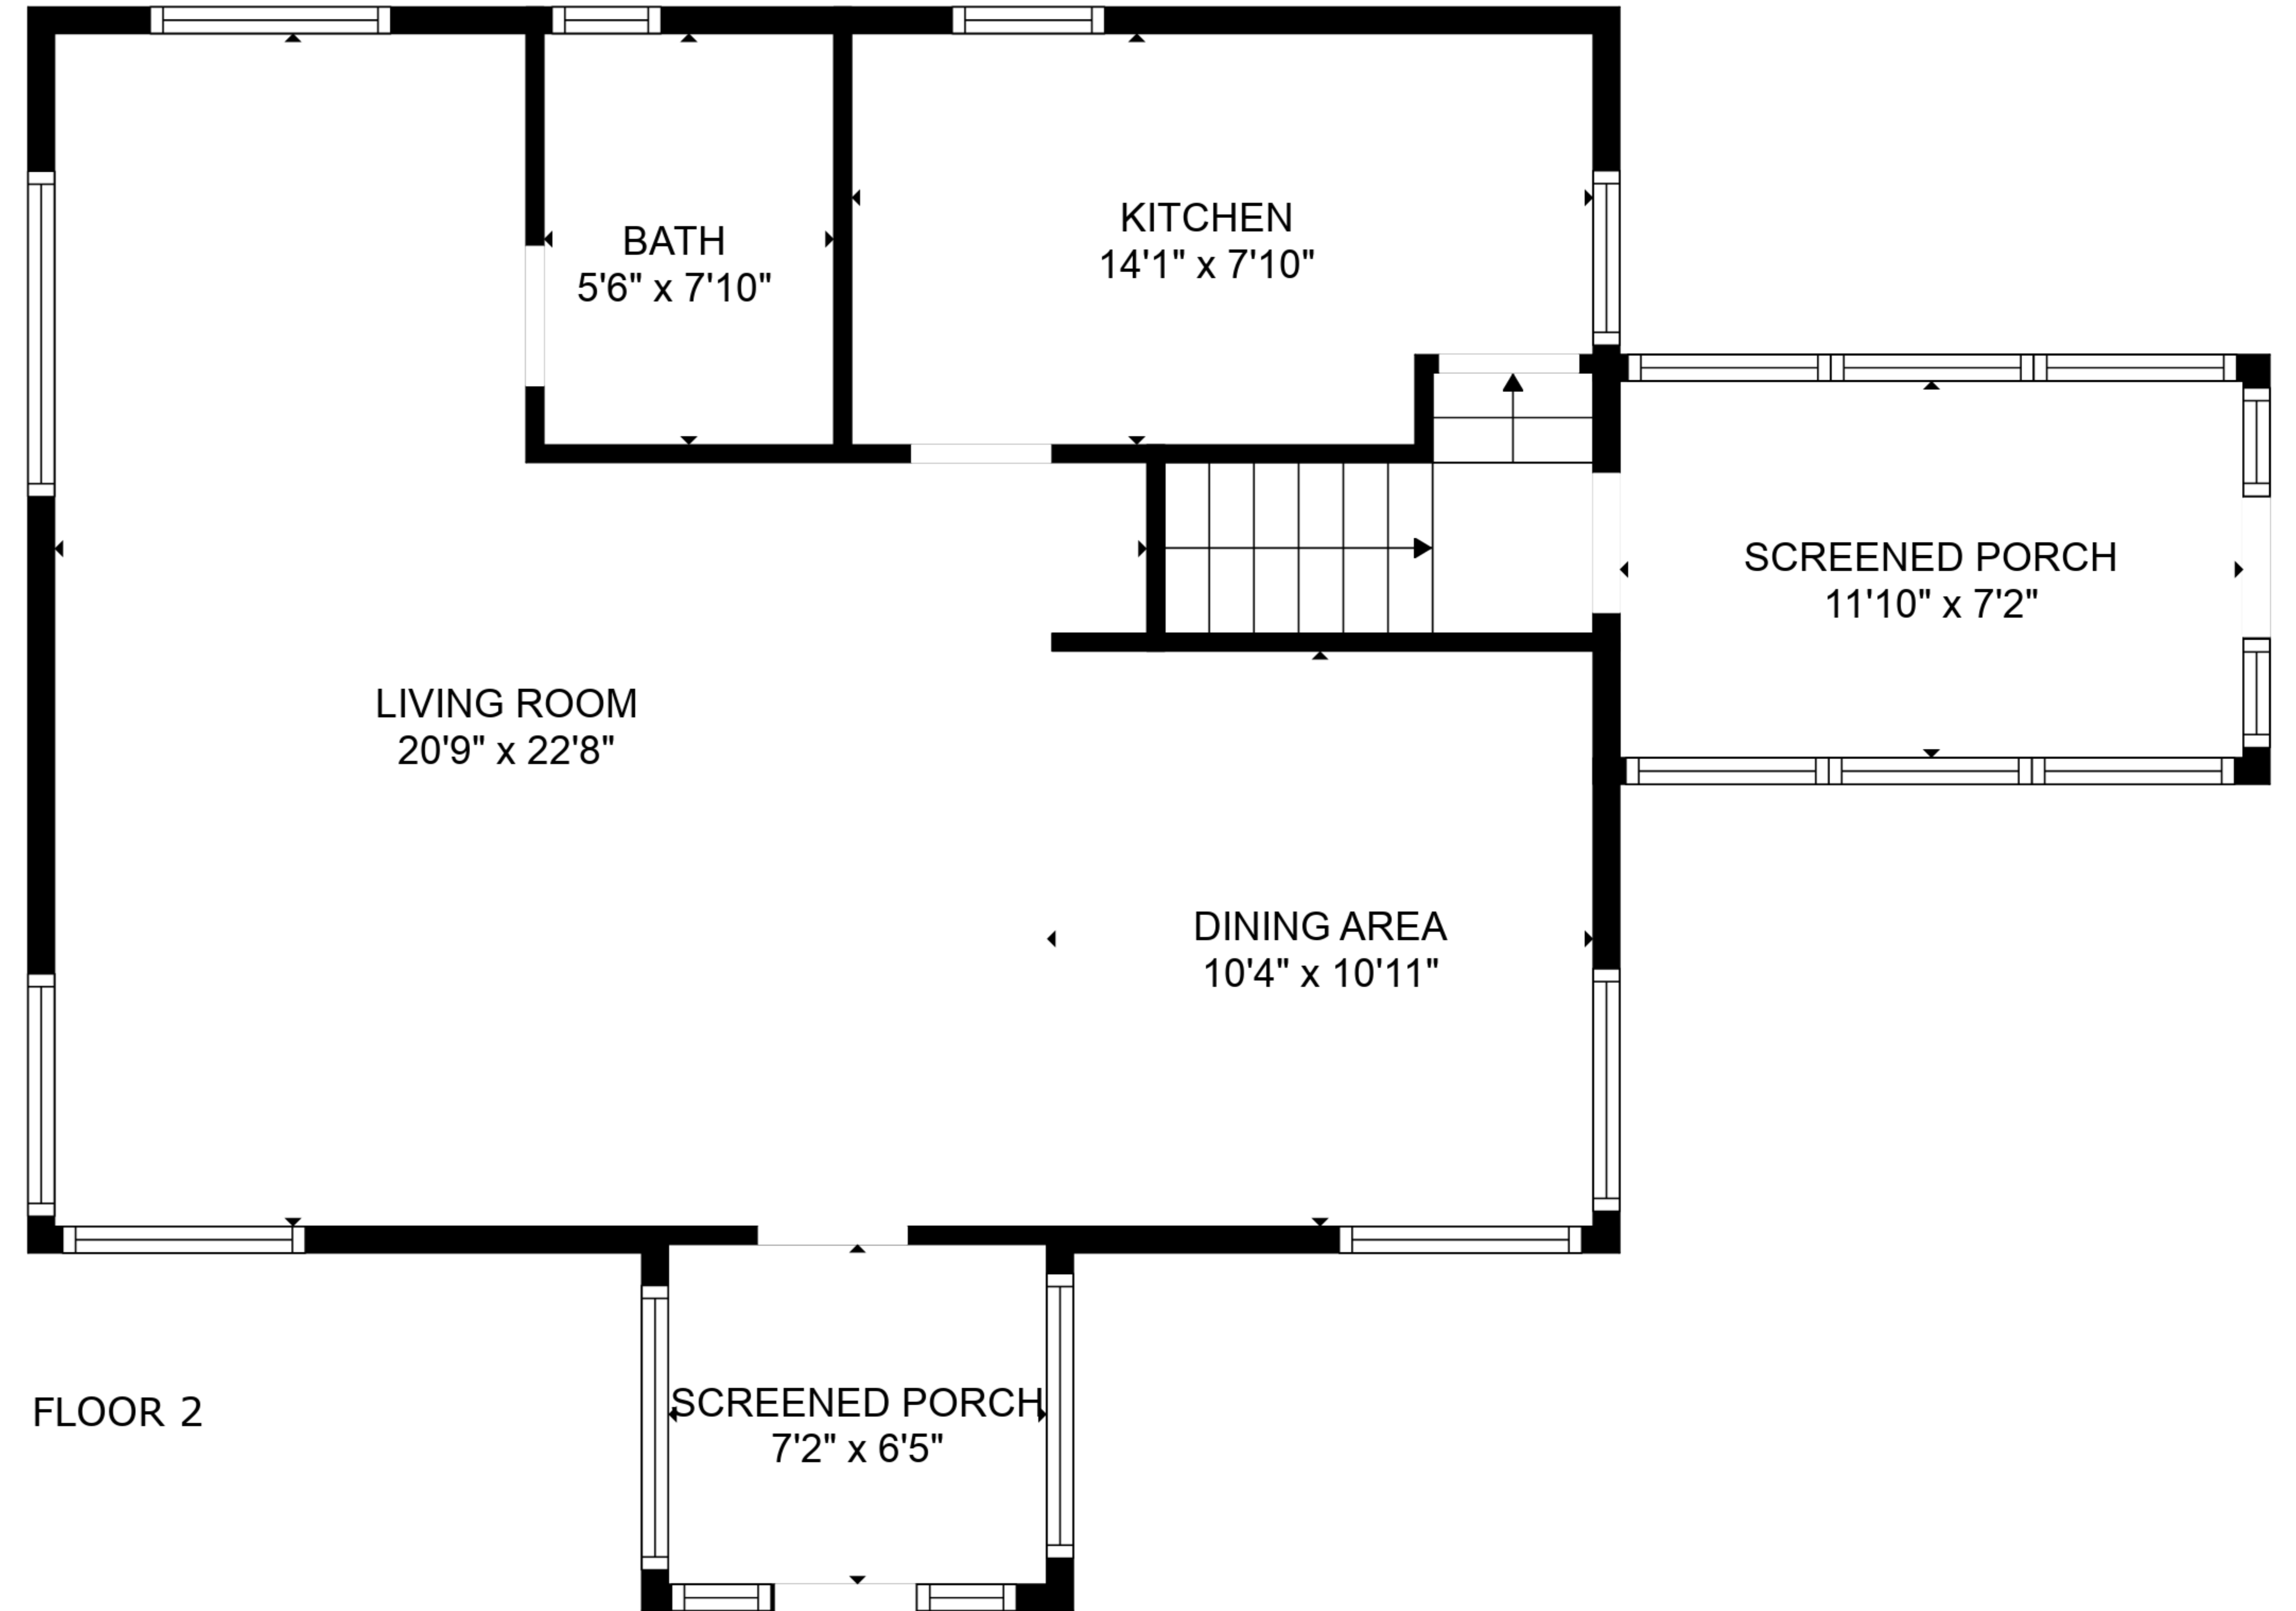 BATH
5'6" x 7'10"
KITCHEN
14'1" x 7'10"
SCREENED PORCH
11'10" x 7'2"
LIVING ROOM
20'9" x 22'8"
DINING AREA
10'4" x 10'11"
SCREENED PORCH
7'2" x 6'5"
FLOOR 2